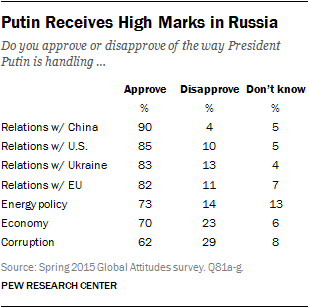 Putin Receives High Marks in Russia
Do you approve or disapprove of the way President
Putin is handling ...
Approve Disapprove Don't know
% % %
Relations w/ China 90 4 5
Relations w/ U.S. 85 10 5
Relations w/ Ukraine 83 13 4
Relations w/ EU 82 11 7
Energy policy 73 14 13
Economy 70 23 6
Corruption 62 29 8
Source: Spring 2015 Global Attitudes survey. Q81a-g.
PEW RESEARCH CENTER